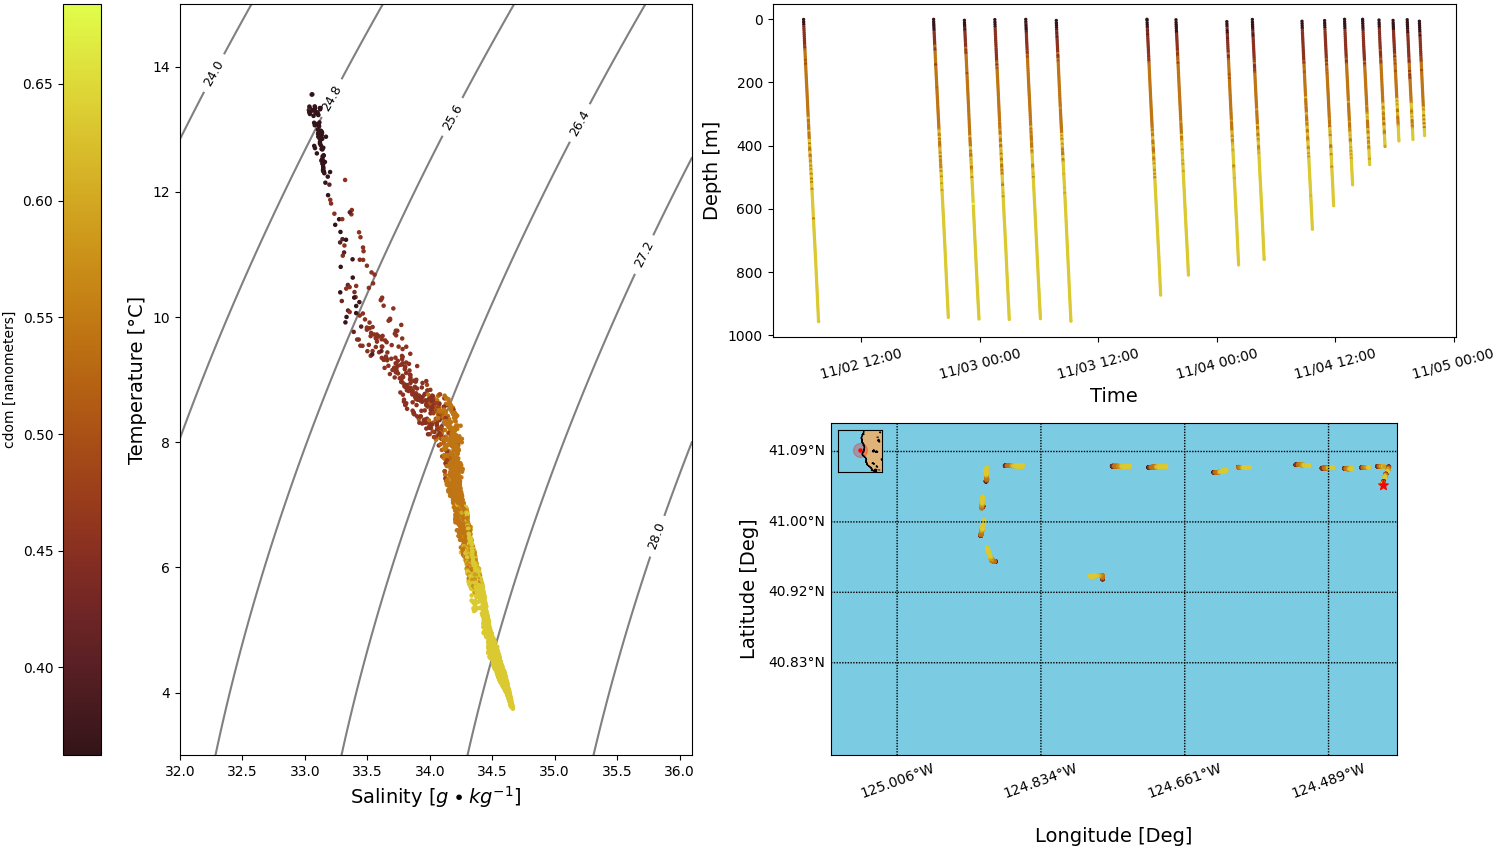 0.65
0.60
0.55
0.50
0.45
0.40
cdom [nanometers]
14
12
10
8
6
4
Temperature [°C]
24.0
24.8
25.6
26.4
27.2
28.0
32.0 32.5 33.0 33.5 34.0 34.5 35.0 35.5 36.0
Salinity [g • kg⁻¹]
0
200
400
600
800
1000
Depth [m]
11/02 12:00 11/03 00:00 11/03 12:00 11/04 00:00 11/04 12:00 11/05 00:00
Time
41.09°N
41.00°N
40.92°N
40.83°N
Latitude [Deg]
125.006°W 124.834°W 124.661°W 124.489°W
Longitude [Deg]